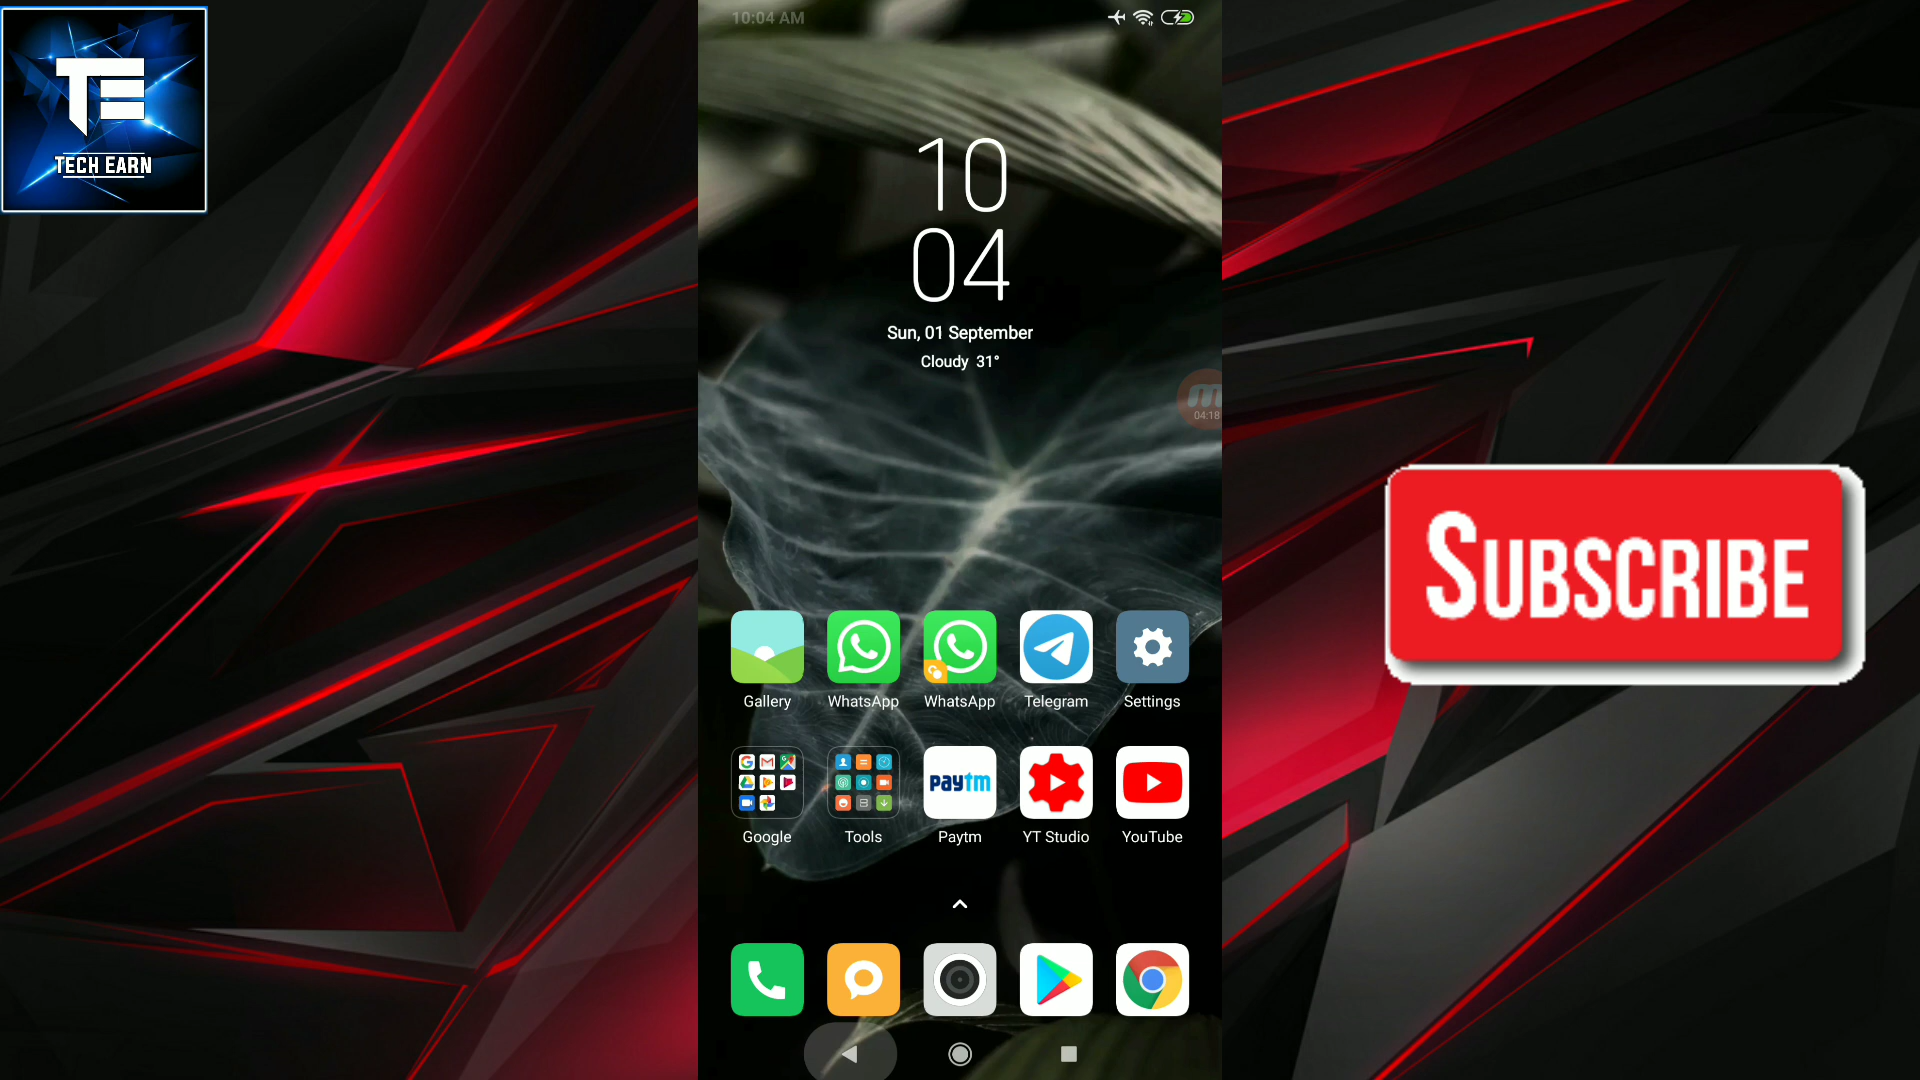 TE
TECH EARN
10:04 AM
10
04
Sun, 01 September
Cloudy 31°
04:18
SUBSCRIBE
Gallery
WhatsApp
WhatsApp
Telegram
Settings
paytm
Google
Tools
Paytm
YT Studio
YouTube